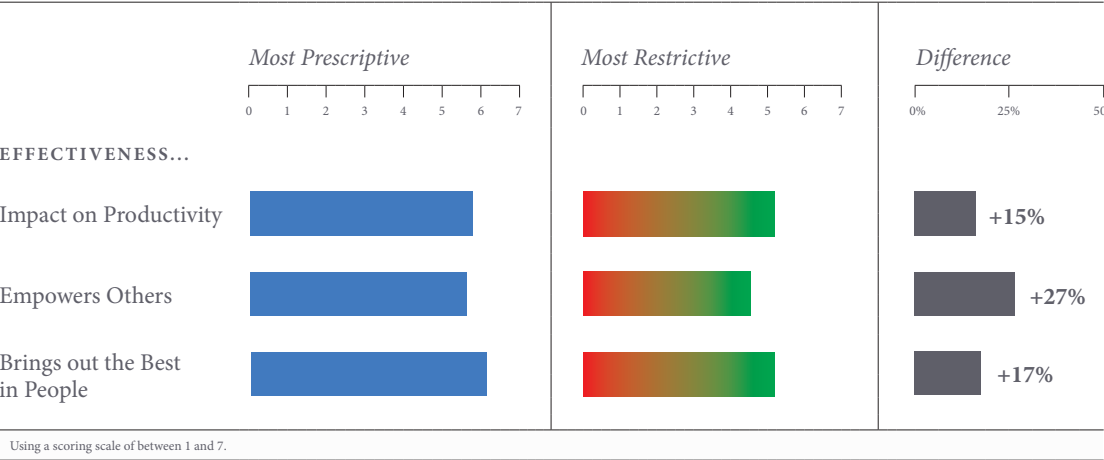 Most Prescriptive Most Restrictive Difference
0 1 2 3 4 5 6 7 0 1 2 3 4 5 6 7 0% 25% 50
EFFECTIVENESS...
Impact on Productivity +15%
Empowers Others +27%
Brings out the Best
in People +17%
Using a scoring scale of between 1 and 7.